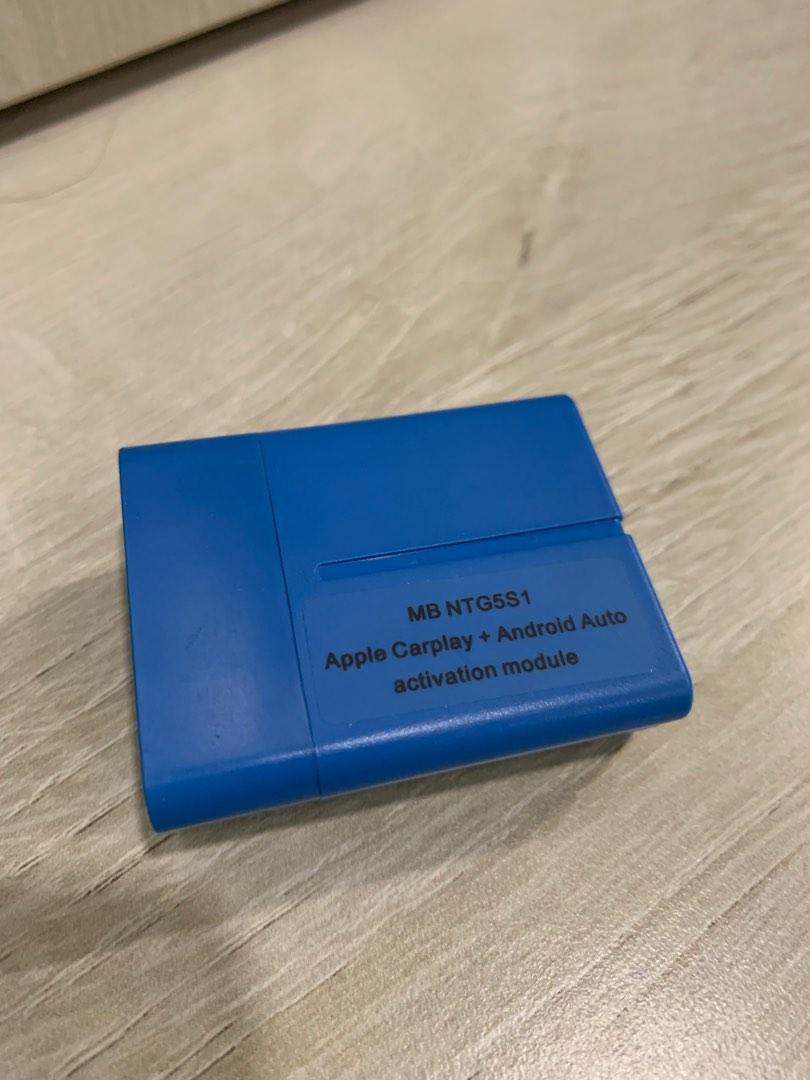 MB NTG5S1
Apple Carplay + Android Auto
activation module